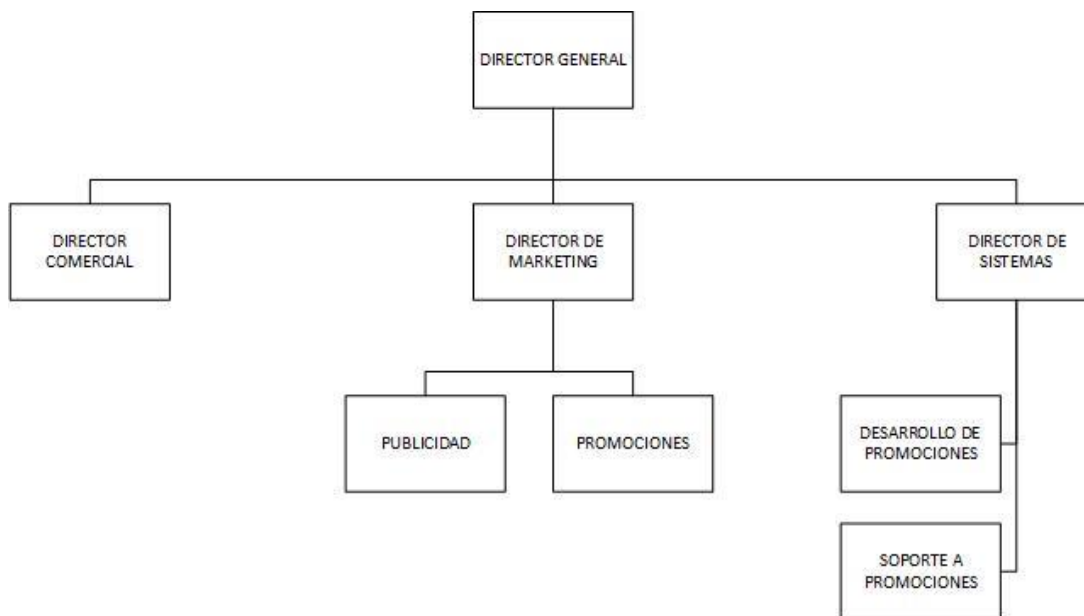 DIRECTOR GENERAL
DIRECTOR
COMERCIAL
DIRECTOR DE
MARKETING
DIRECTOR DE
SISTEMAS
PUBLICIDAD
PROMOCIONES
DESARROLLO DE
PROMOCIONES
SOPORTE A
PROMOCIONES